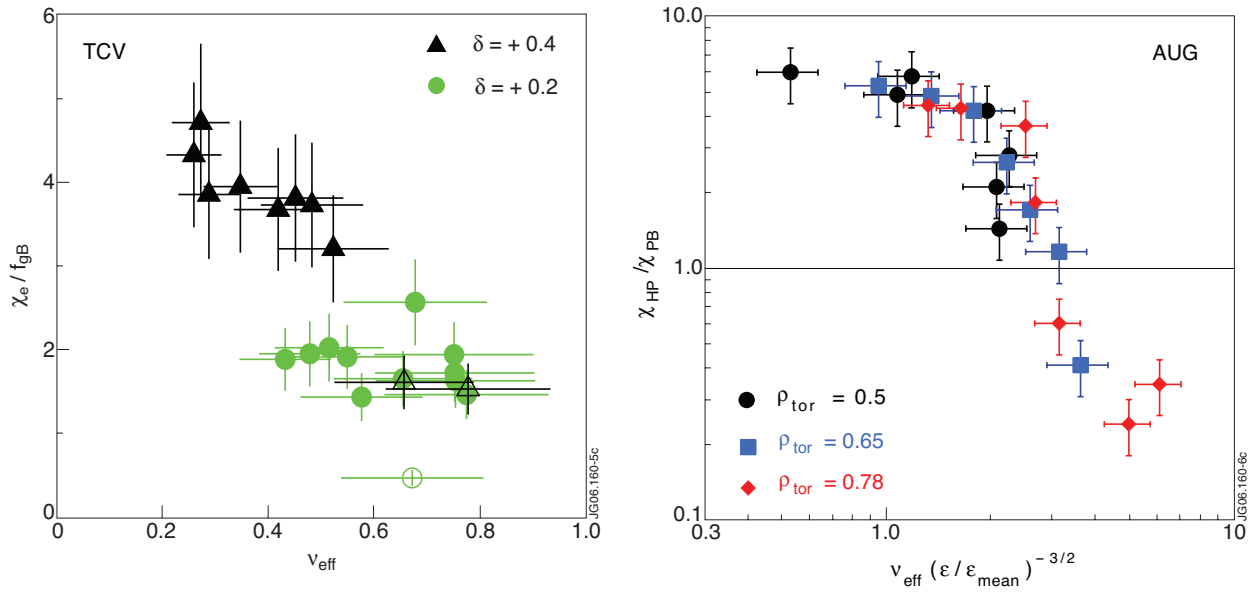 6
4
2
0
0
0.2
0.4
0.6
0.8
1.0
TCV
δ = + 0.4
δ = + 0.2
χe / fgB
νeff
JG06.160-5c
10.0
1.0
0.1
0.3
1.0
2.0
10
AUG
ρtor = 0.5
ρtor = 0.65
ρtor = 0.78
χHP / χPB
νeff (ε/εmean)−3/2
JG06.160-6c